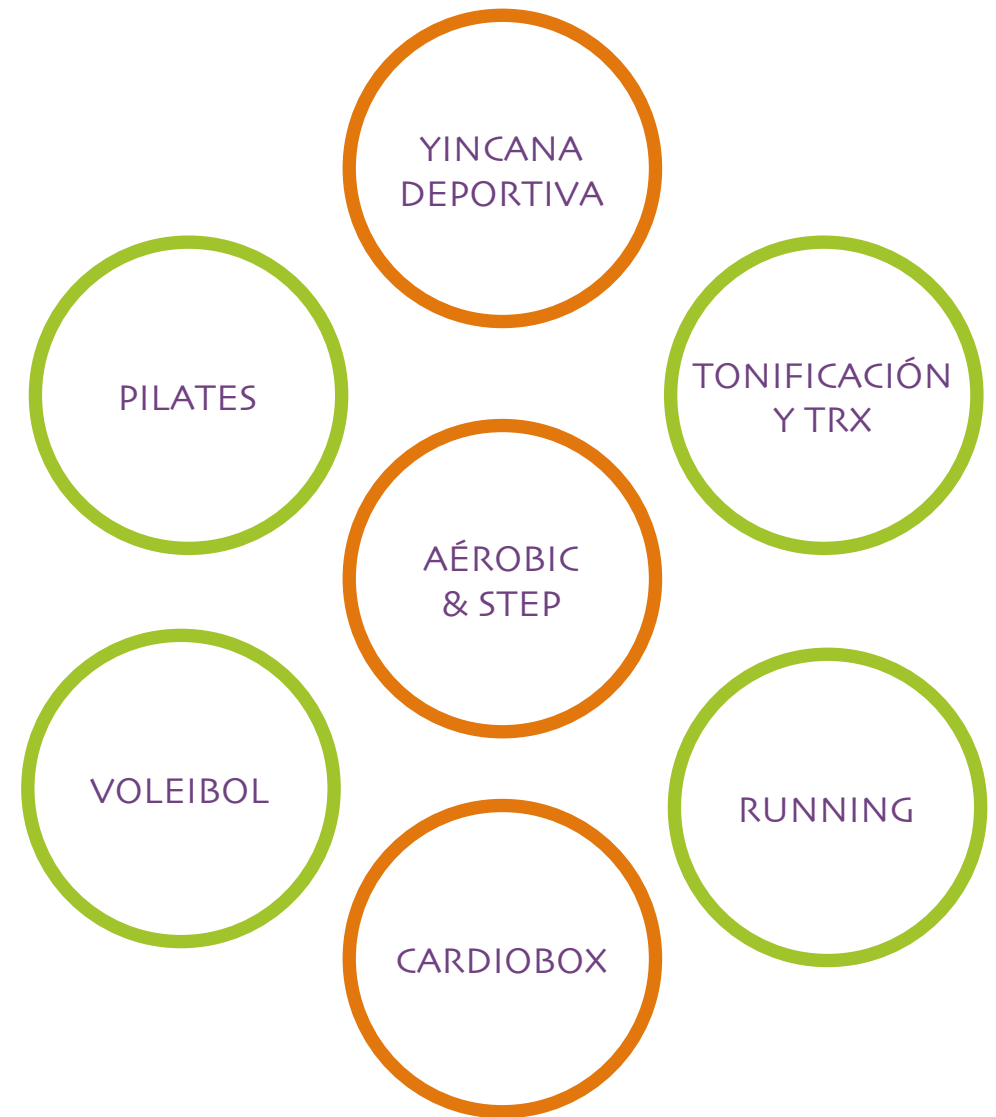 YINCANA
DEPORTIVA
PILATES
TONIFICACIÓN
Y TRX
AÉROBIC
& STEP
VOLEIBOL
RUNNING
CARDIOBOX